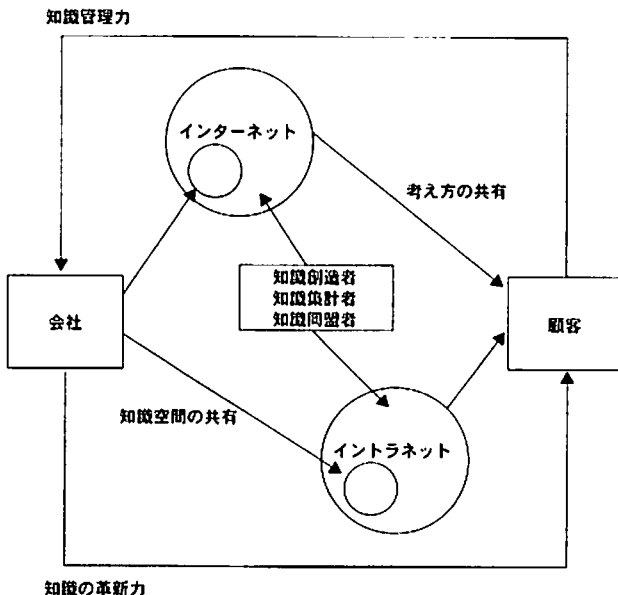 知識管理力
インターネット
考え方の共有
知識創造者
知識集計者
知識同盟者
会社
顧客
知識空間の共有
イントラネット
知識の革新力